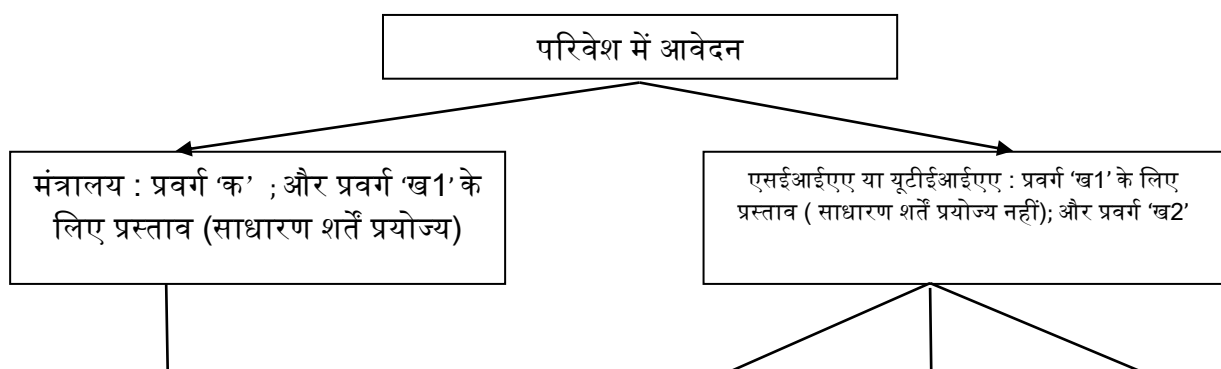 परिवेश में आवेदन
मंत्रालय : प्रवर्ग ‘क’ ; और प्रवर्ग ‘ख1’ के
लिए प्रस्ताव (साधारण शर्तें प्रयोज्य)
एसईआईएए या यूटीईआईएए : प्रवर्ग ‘ख1’ के लिए
प्रस्ताव ( साधारण शर्तें प्रयोज्य नहीं); और प्रवर्ग ‘ख2’